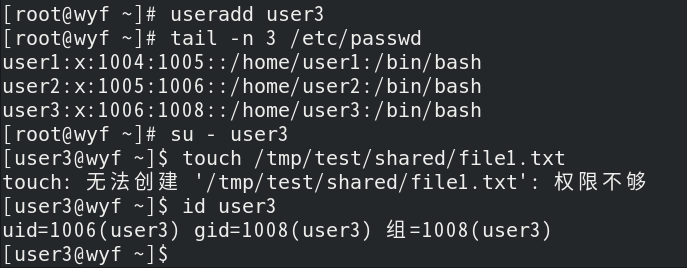 [root@wyf ~]# useradd user3
[root@wyf ~]# tail -n 3 /etc/passwd
user1:x:1004:1005::/home/user1:/bin/bash
user2:x:1005:1006::/home/user2:/bin/bash
user3:x:1006:1008::/home/user3:/bin/bash
[root@wyf ~]# su - user3
[user3@wyf ~]$ touch /tmp/test/shared/file1.txt
touch: 无法创建 '/tmp/test/shared/file1.txt': 权限不够
[user3@wyf ~]$ id user3
uid=1006(user3) gid=1008(user3) 组=1008(user3)
[user3@wyf ~]$